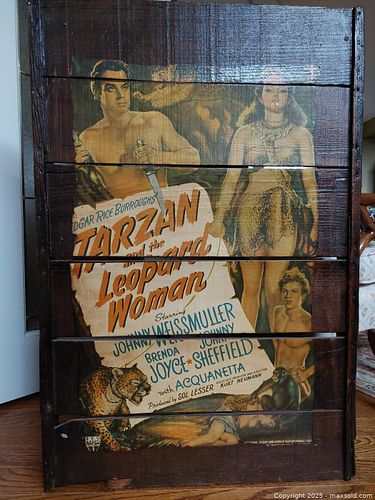 EDGAR RICE BURROUGHS'
TARZAN
and the
Leopard
Woman
Starring
JOHNNY WEISSMULLER
BRENDA JOYCE
JOHNNY SHEFFIELD
with ACQUANETTA
Produced by SOL LESSER
KURT NEUMANN
Copyright 2025 - maxsold.com